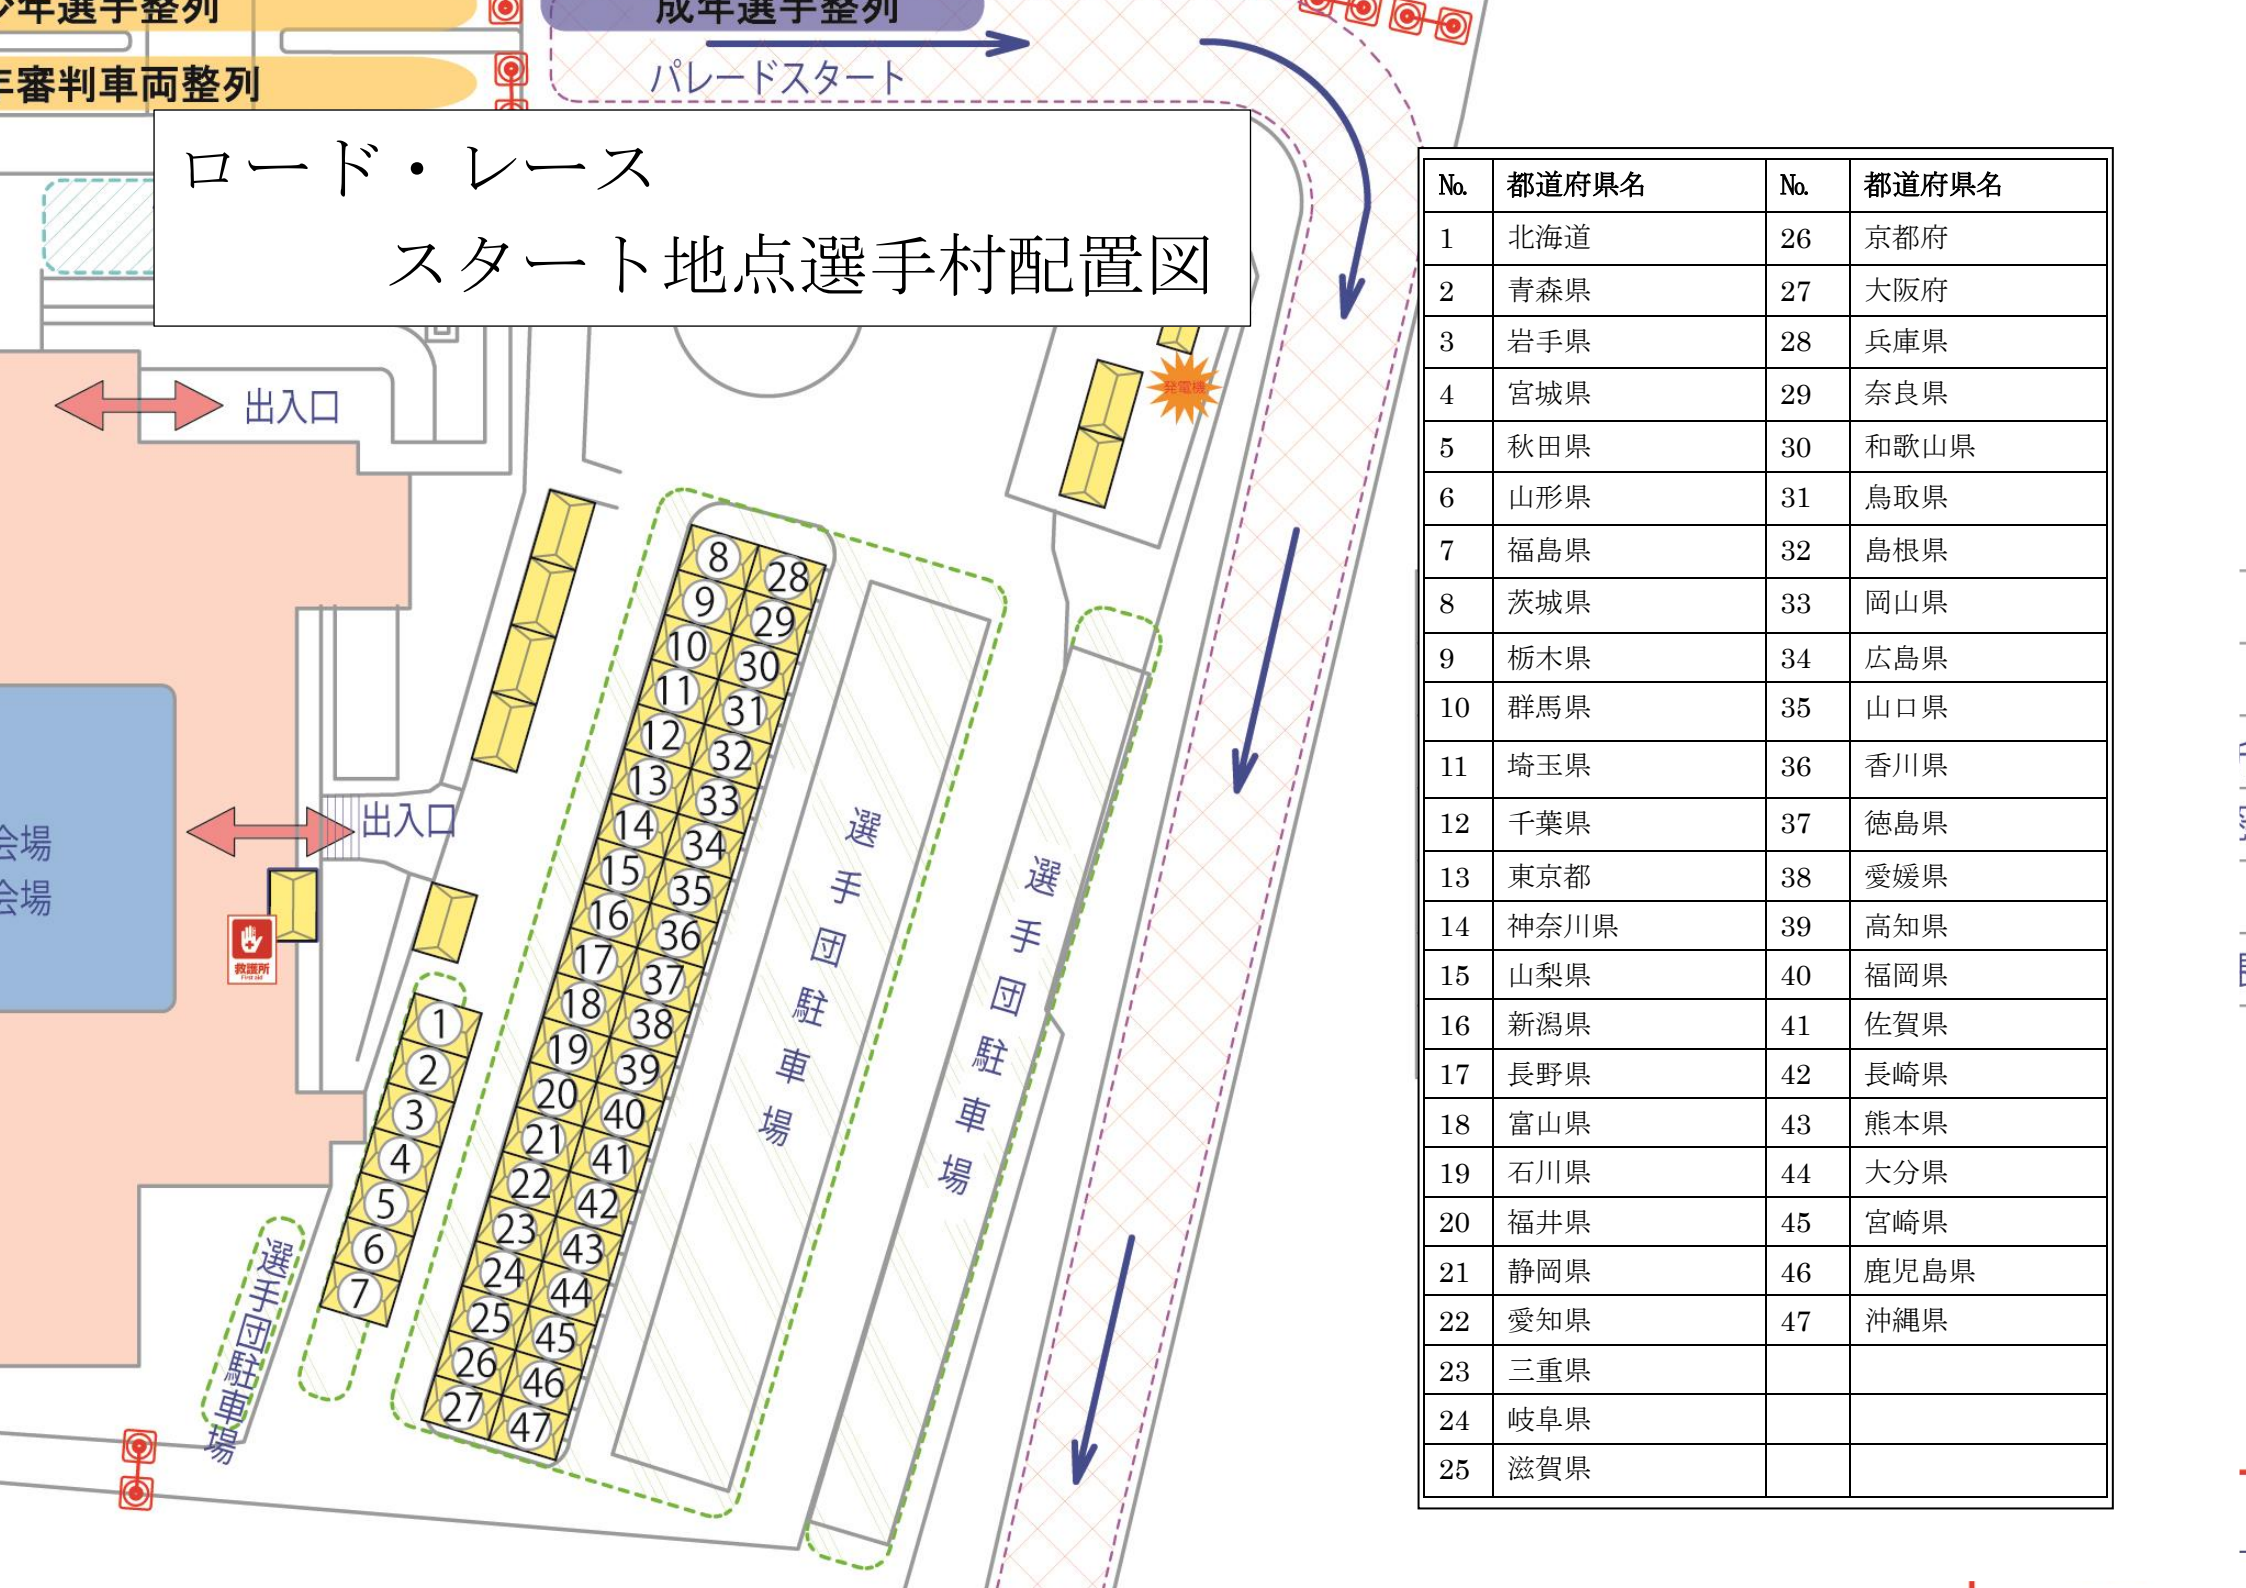 年選手整列
成年選手整列
年審判車両整列
パレードスタート
ロード・レース
スタート地点選手村配置図
発電機
出入口
出入口
会場
会場
救護所
First aid
8 28
9 29
10 30
11 31
12 32
13 33
14 34
15 35
16 36
17 37
18 38
19 39
20 40
21 41
22 42
23 43
24 44
25 45
26 46
27 47
1
2
3
4
5
6
7
選手団駐車場
選手団駐車場
選手団駐車場
№ 都道府県名 № 都道府県名
1 北海道 26 京都府
2 青森県 27 大阪府
3 岩手県 28 兵庫県
4 宮城県 29 奈良県
5 秋田県 30 和歌山県
6 山形県 31 鳥取県
7 福島県 32 島根県
8 茨城県 33 岡山県
9 栃木県 34 広島県
10 群馬県 35 山口県
11 埼玉県 36 香川県
12 千葉県 37 徳島県
13 東京都 38 愛媛県
14 神奈川県 39 高知県
15 山梨県 40 福岡県
16 新潟県 41 佐賀県
17 長野県 42 長崎県
18 富山県 43 熊本県
19 石川県 44 大分県
20 福井県 45 宮崎県
21 静岡県 46 鹿児島県
22 愛知県 47 沖縄県
23 三重県
24 岐阜県
25 滋賀県